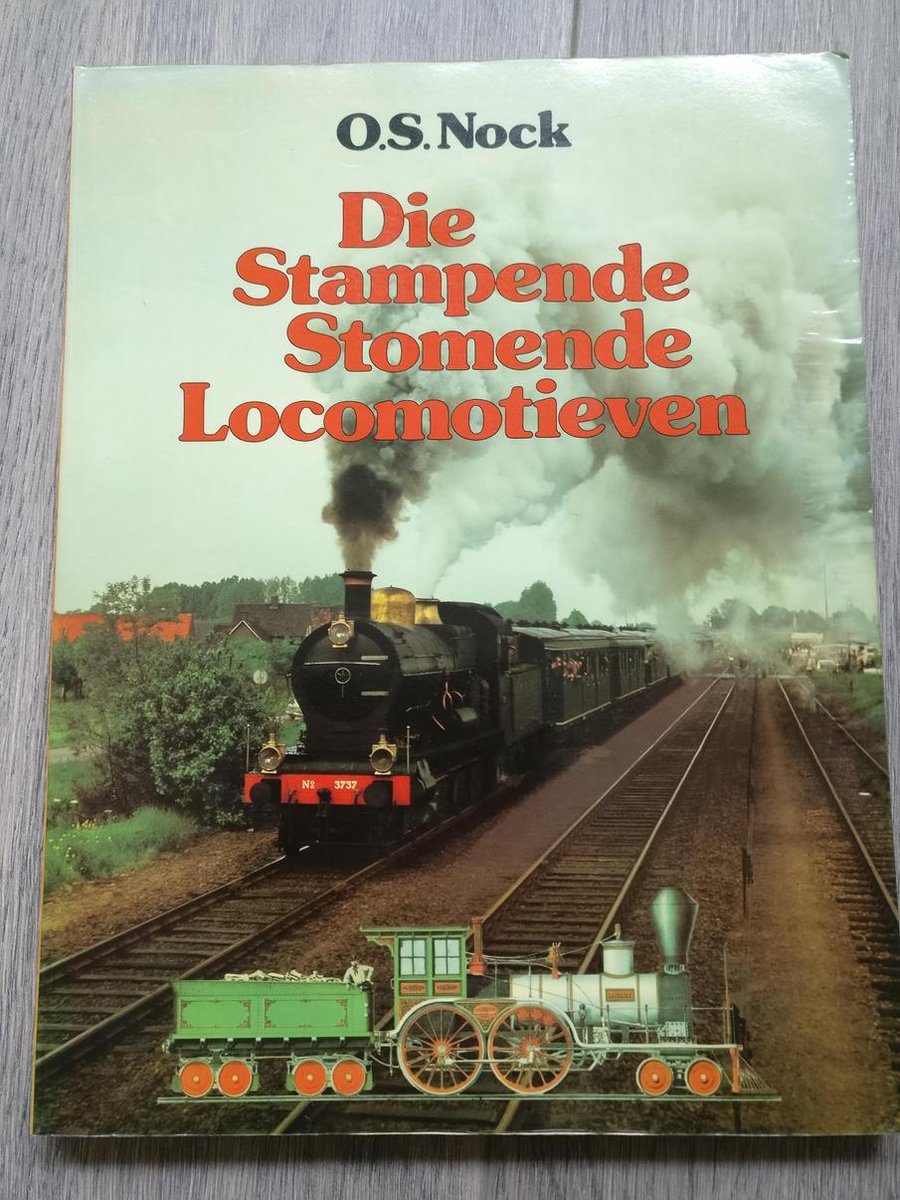 O.S. Nock
Die
Stampende
Stomende
Locomotieven
No 3737